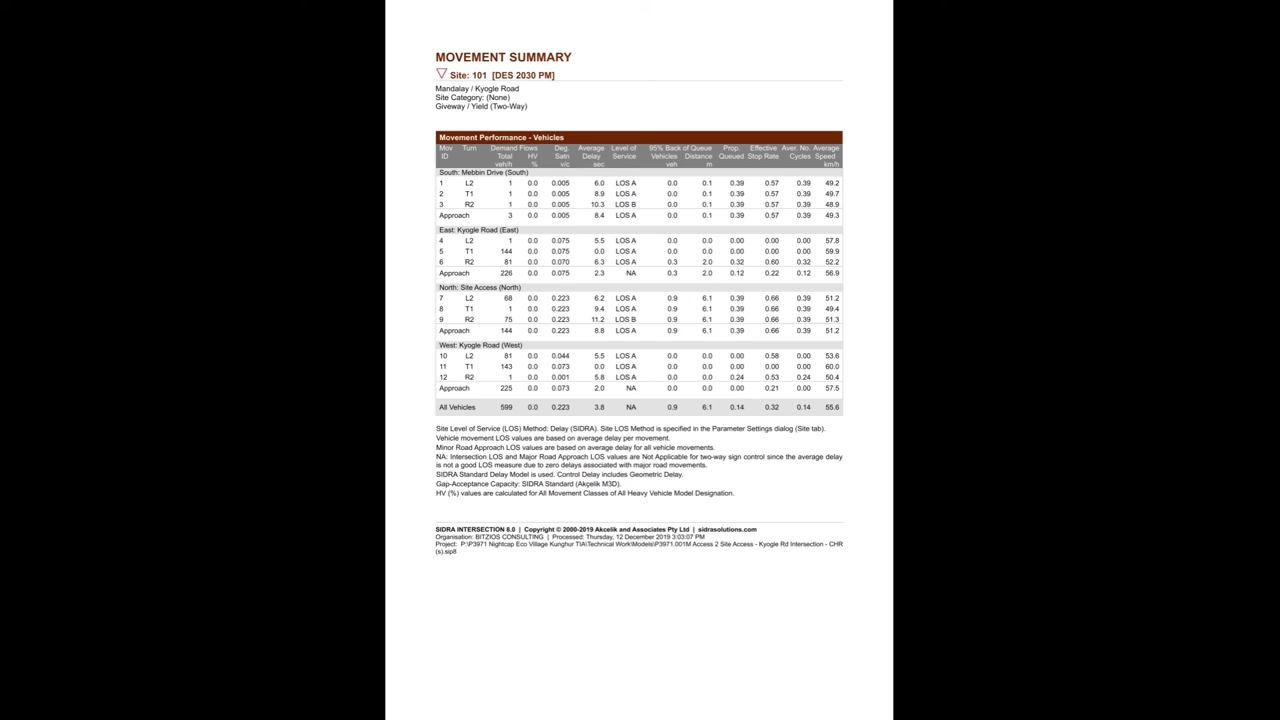 MOVEMENT SUMMARY
Site: 101 [DES 2030 PM]
Mandalay / Kyogle Road
Site Category: (None)
Giveway / Yield (Two-Way)
Movement Performance - Vehicles
Mov Turn Demand Flows Deg. Average Level of 95% Back of Queue Prop. Effective Aver. No. Average
ID Total HV Satn Delay Service Vehicles Distance Queued Stop Rate Cycles Speed
veh/h % v/c sec veh m km/h
South: Mebbin Drive (South)
1 L2 1 0.0 0.005 6.0 LOS A 0.0 0.1 0.39 0.57 0.39 49.2
2 T1 1 0.0 0.005 8.9 LOS A 0.0 0.1 0.39 0.57 0.39 49.7
3 R2 1 0.0 0.005 10.3 LOS B 0.0 0.1 0.39 0.57 0.39 48.9
Approach 3 0.0 0.005 8.4 LOS A 0.0 0.1 0.39 0.57 0.39 49.3
East: Kyogle Road (East)
4 L2 1 0.0 0.075 5.5 LOS A 0.0 0.0 0.00 0.00 0.00 57.8
5 T1 144 0.0 0.075 0.0 LOS A 0.0 0.0 0.00 0.00 0.00 59.9
6 R2 81 0.0 0.070 6.3 LOS A 0.3 2.0 0.32 0.60 0.32 52.2
Approach 226 0.0 0.075 2.3 NA 0.3 2.0 0.12 0.22 0.12 56.9
North: Site Access (North)
7 L2 68 0.0 0.223 6.2 LOS A 0.9 6.1 0.39 0.66 0.39 51.2
8 T1 1 0.0 0.223 9.4 LOS A 0.9 6.1 0.39 0.66 0.39 49.4
9 R2 75 0.0 0.223 11.2 LOS B 0.9 6.1 0.39 0.66 0.39 51.3
Approach 144 0.0 0.223 8.8 LOS A 0.9 6.1 0.39 0.66 0.39 51.2
West: Kyogle Road (West)
10 L2 81 0.0 0.044 5.5 LOS A 0.0 0.0 0.00 0.58 0.00 53.6
11 T1 143 0.0 0.073 0.0 LOS A 0.0 0.0 0.00 0.00 0.00 60.0
12 R2 1 0.0 0.001 5.8 LOS A 0.0 0.0 0.24 0.53 0.24 50.4
Approach 225 0.0 0.073 2.0 NA 0.0 0.0 0.00 0.21 0.00 57.5
All Vehicles 599 0.0 0.223 3.8 NA 0.9 6.1 0.14 0.32 0.14 55.6
Site Level of Service (LOS) Method: Delay (SIDRA). Site LOS Method is specified in the Parameter Settings dialog (Site tab).
Vehicle movement LOS values are based on average delay per movement.
Minor Road Approach LOS values are based on average delay for all vehicle movements.
NA: Intersection LOS and Major Road Approach LOS values are Not Applicable for two-way sign control since the average delay
is not a good LOS measure due to zero delays associated with major road movements.
SIDRA Standard Delay Model is used. Control Delay includes Geometric Delay.
Gap-Acceptance Capacity: SIDRA Standard (Akçelik M3D).
HV (%) values are calculated for All Movement Classes of All Heavy Vehicle Model Designation.
SIDRA INTERSECTION 8.0 | Copyright © 2000-2019 Akcelik and Associates Pty Ltd | sidrasolutions.com
Organisation: BITZIOS CONSULTING | Processed: Thursday, 12 December 2019 3:03:07 PM
Project: P:\P3971 Nightcap Eco Village Kunghur TIA\Technical Work\Models\P3971.001M Access 2 Site Access - Kyogle Rd Intersection - CHR
(s).sip8